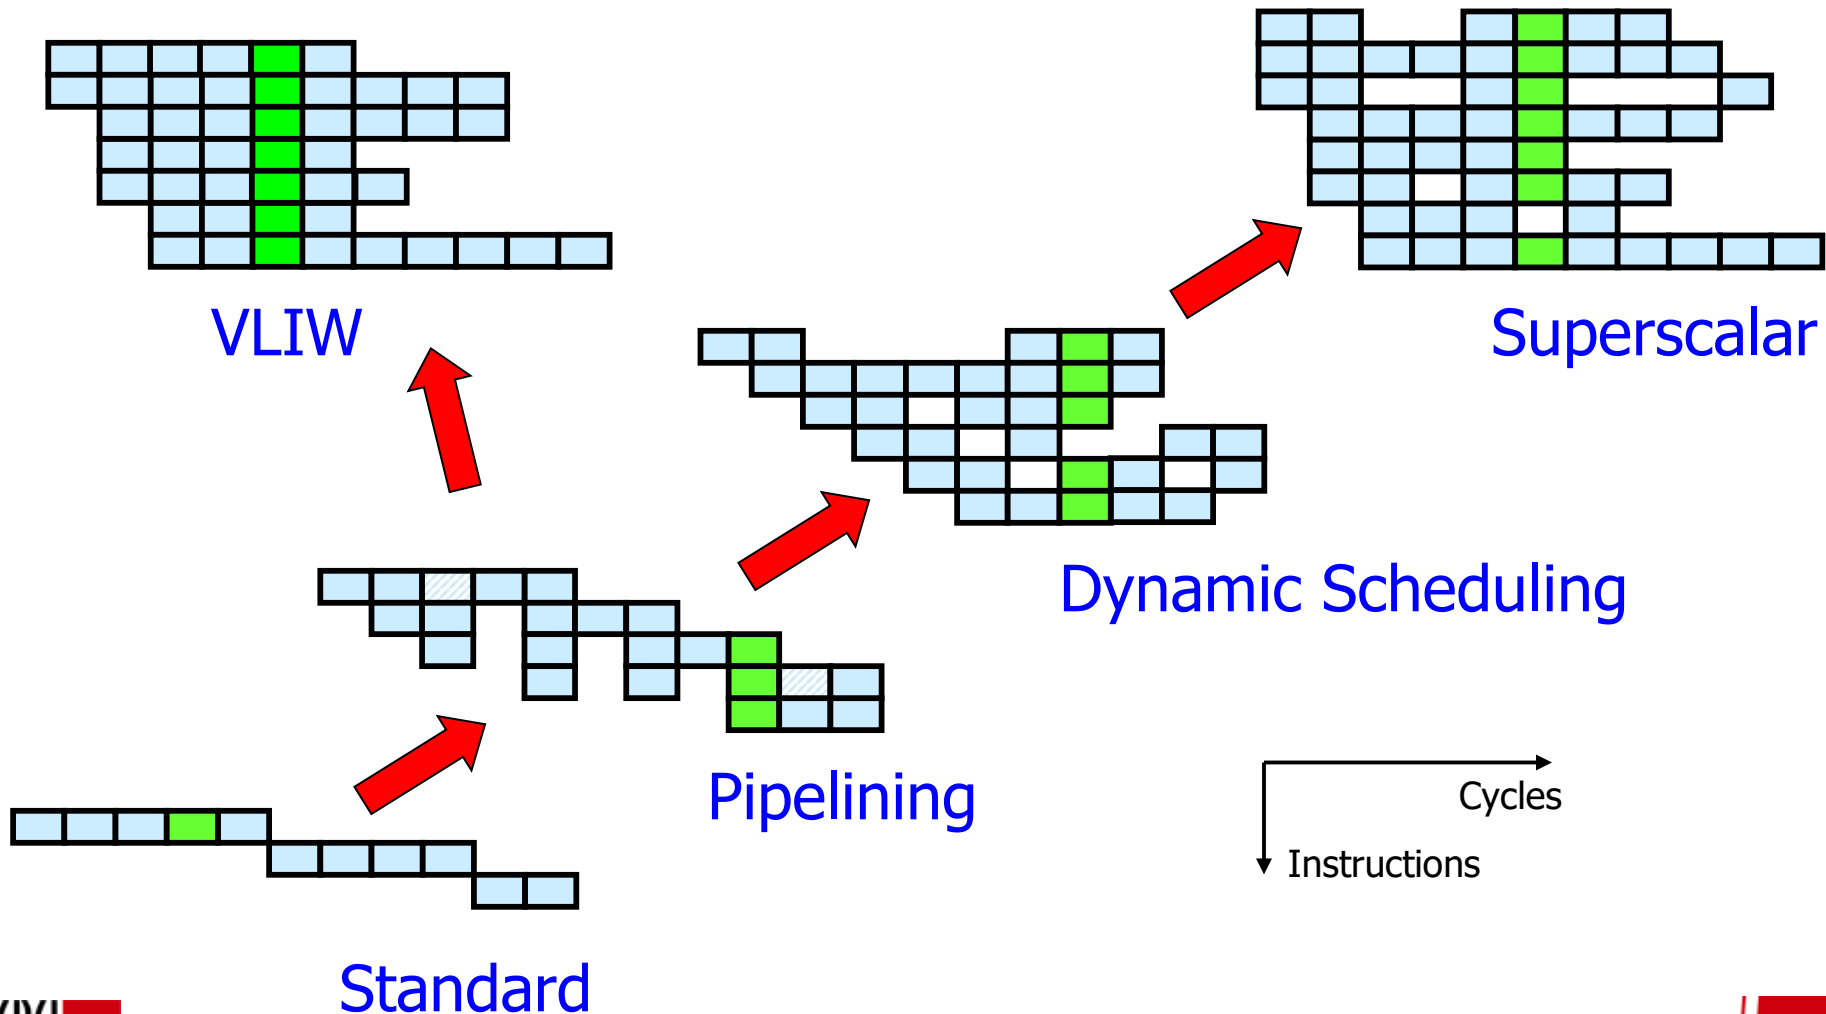 VLIW
Superscalar
Dynamic Scheduling
Pipelining
Cycles
Instructions
Standard